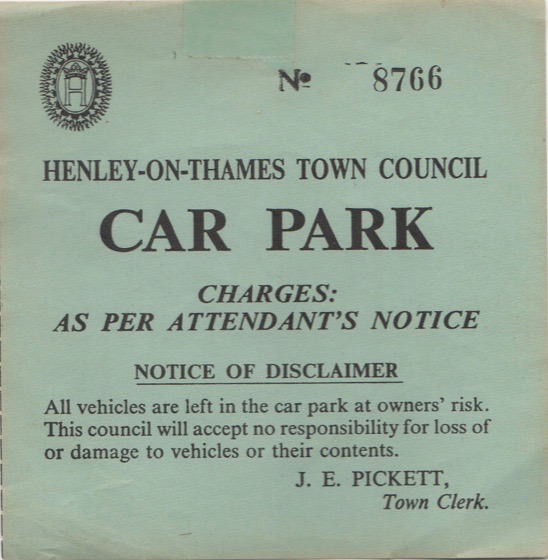 H
Nº 8766
HENLEY-ON-THAMES TOWN COUNCIL
CAR PARK
CHARGES:
AS PER ATTENDANT'S NOTICE
NOTICE OF DISCLAIMER
All vehicles are left in the car park at owners' risk.
This council will accept no responsibility for loss of
or damage to vehicles or their contents.
J. E. PICKETT,
Town Clerk.